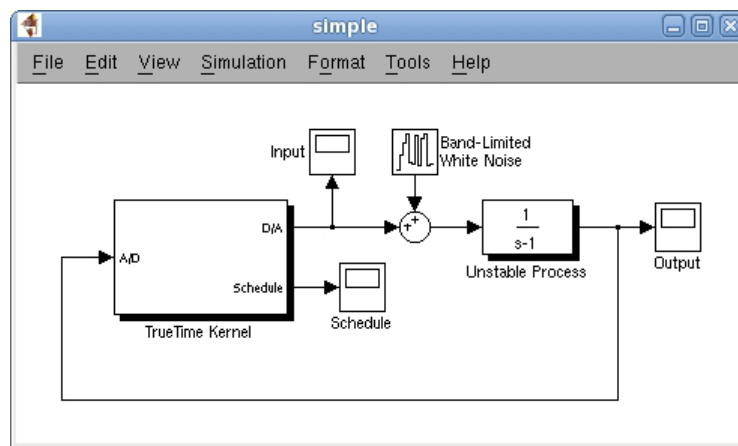 simple
File Edit View Simulation Format Tools Help
Input
Band-Limited
White Noise
D/A
+
+
1
s-1
A/D
Unstable Process
Output
Schedule
Schedule
TrueTime Kernel